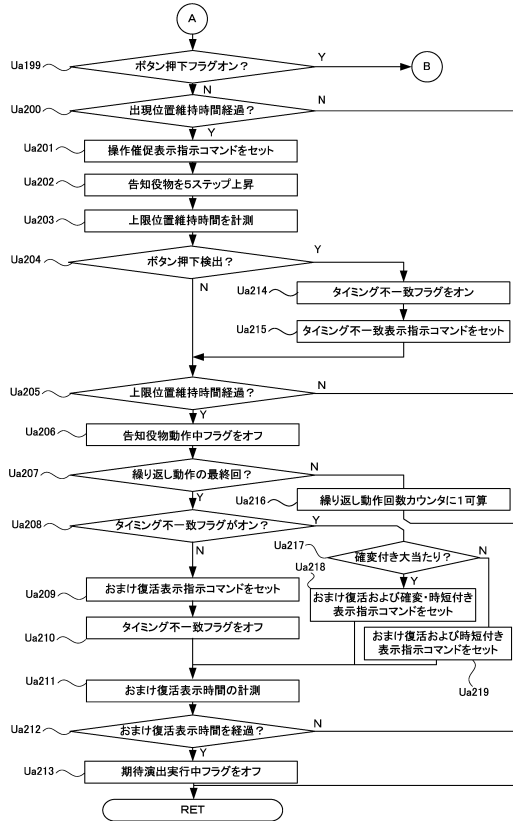 A
Ua199
ボタン押下フラグオン？
Y
B
N
Ua200
出現位置維持時間経過？
N
Y
Ua201
操作催促表示指示コマンドをセット
Ua202
告知役物を5ステップ上昇
Ua203
上限位置維持時間を計測
Ua204
ボタン押下検出？
Y
N
Ua214
タイミング不一致フラグをオン
Ua215
タイミング不一致表示指示コマンドをセット
Ua205
上限位置維持時間経過？
N
Y
Ua206
告知役物動作中フラグをオフ
Ua207
繰り返し動作の最終回？
N
Y
Ua216
繰り返し動作回数カウンタに1可算
Ua208
タイミング不一致フラグがオン？
Y
N
Ua217
確変付き大当たり？
N
Y
Ua218
おまけ復活および確変・時短付き
表示指示コマンドをセット
Ua209
おまけ復活表示指示コマンドをセット
Ua210
タイミング不一致フラグをオフ
おまけ復活および時短付き
表示指示コマンドをセット
Ua219
Ua211
おまけ復活表示時間の計測
Ua212
おまけ復活表示時間を経過？
N
Y
Ua213
期待演出実行中フラグをオフ
RET